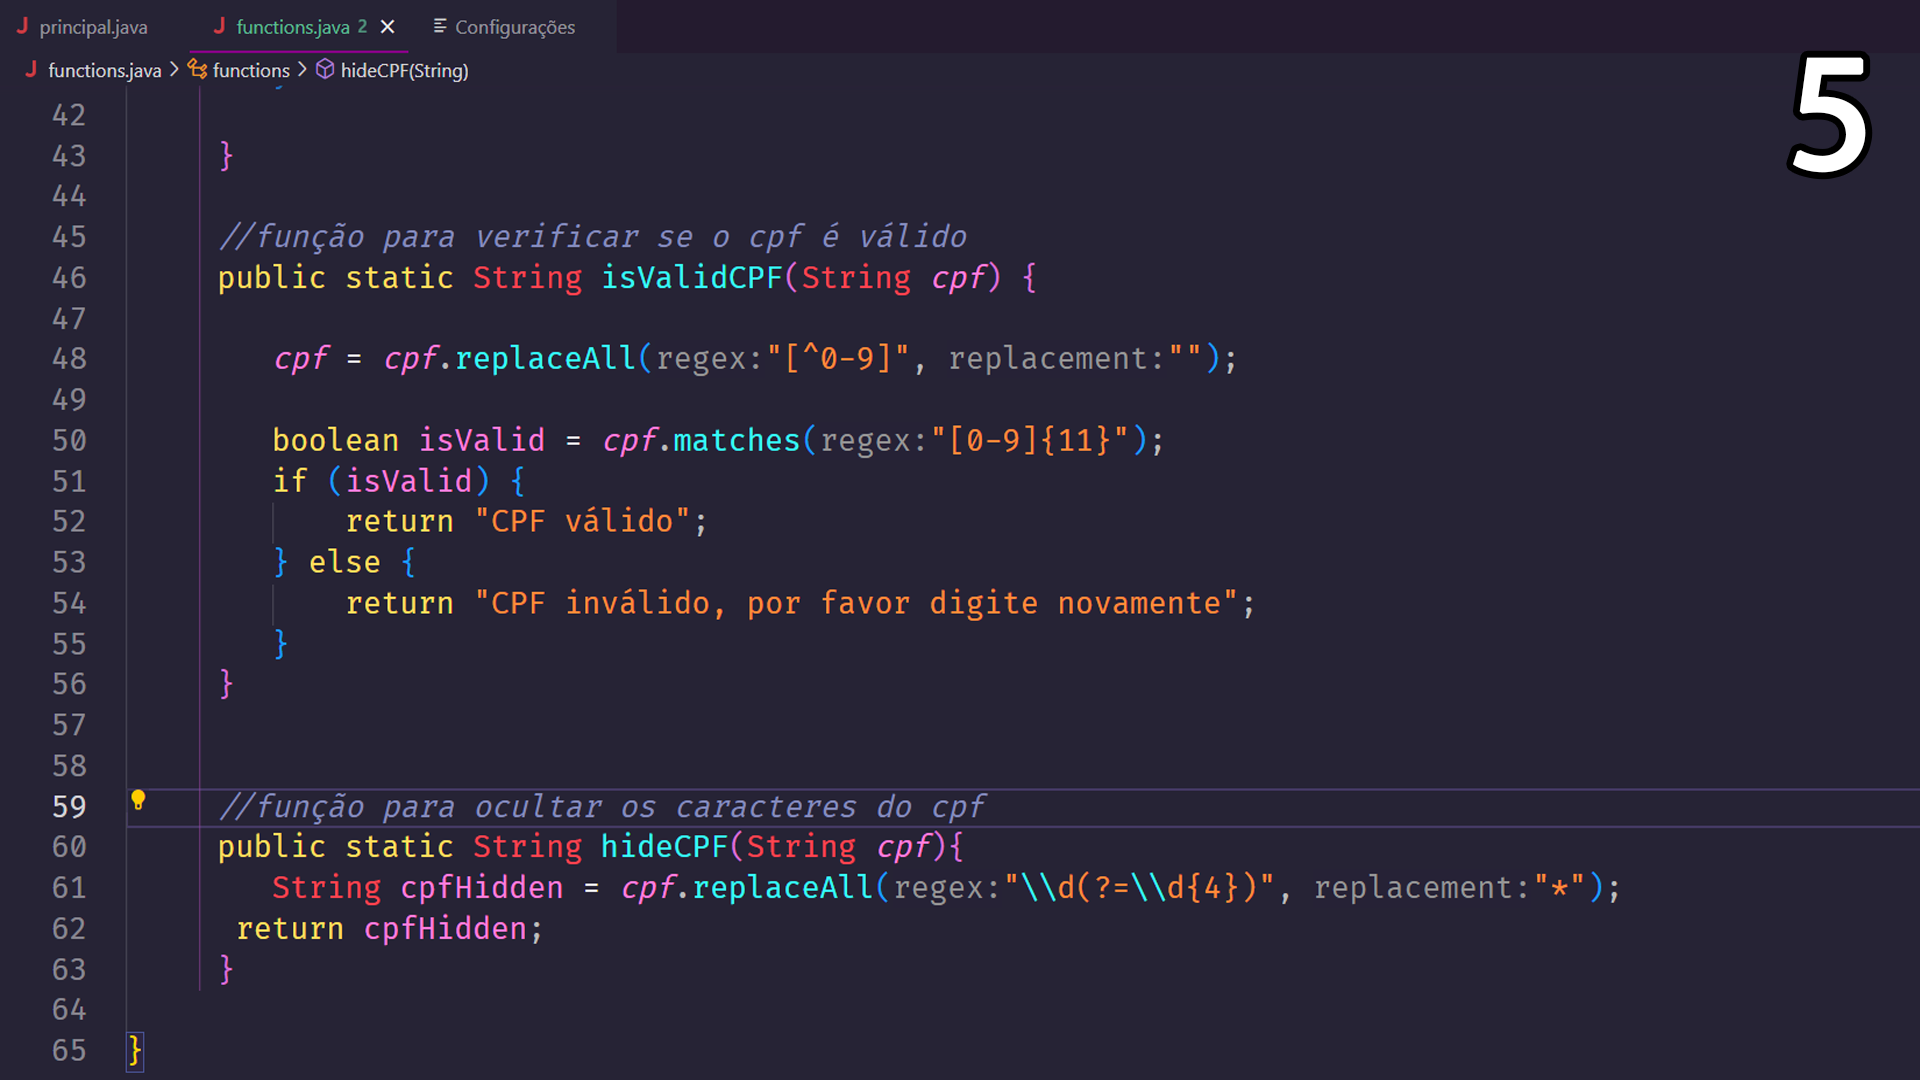 principal.java functions.java 2 Configurações
functions.java > functions > hideCPF(String)
5
42
43 }
44
45 //função para verificar se o cpf é válido
46 public static String isValidCPF(String cpf) {
47
48 cpf = cpf.replaceAll(regex:"[^0-9]", replacement:"");
49
50 boolean isValid = cpf.matches(regex:"[0-9]{11}");
51 if (isValid) {
52 return "CPF válido";
53 } else {
54 return "CPF inválido, por favor digite novamente";
55 }
56 }
57
58
59 //função para ocultar os caracteres do cpf
60 public static String hideCPF(String cpf){
61 String cpfHidden = cpf.replaceAll(regex:"\\d(?=\\d{4})", replacement:"*");
62 return cpfHidden;
63 }
64
65 }